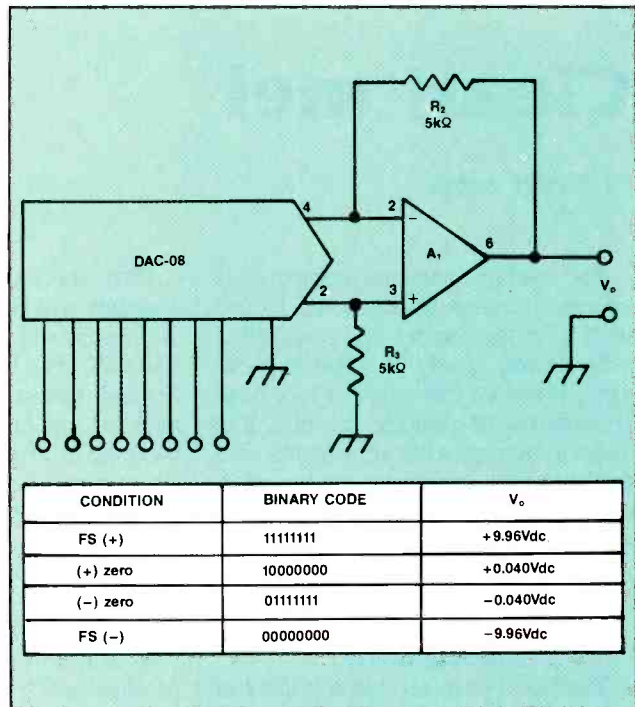 R₂
5kΩ
4
2
−
DAC-08
A₁
6
2
3
+
Vₒ
R₃
5kΩ
CONDITION BINARY CODE Vₒ
FS (+) 11111111 +9.96Vdc
(+) zero 10000000 +0.040Vdc
(−) zero 01111111 −0.040Vdc
FS (−) 00000000 −9.96Vdc